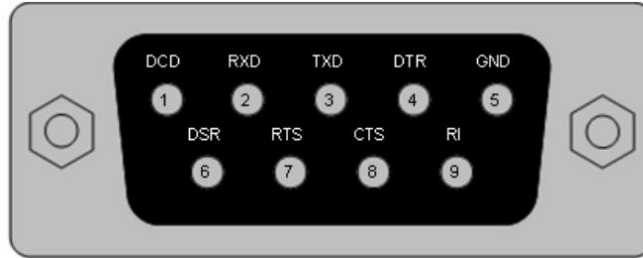 DCD RXD TXD DTR GND
1 2 3 4 5
DSR RTS CTS RI
6 7 8 9